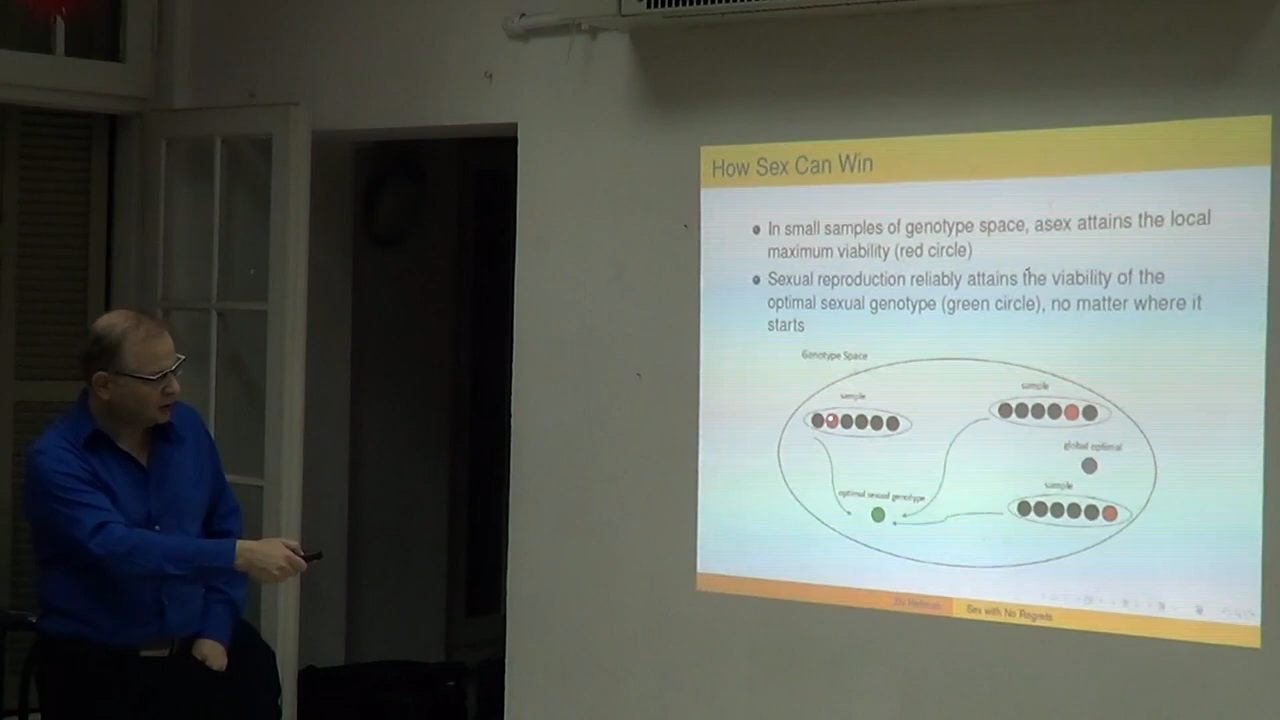 How Sex Can Win
In small samples of genotype space, asex attains the local
maximum viability (red circle)
Sexual reproduction reliably attains the viability of the
optimal sexual genotype (green circle), no matter where it
starts
Genotype Space
sample
sample
global optimal
sample
optimal sexual genotype
Sex with No Regrets